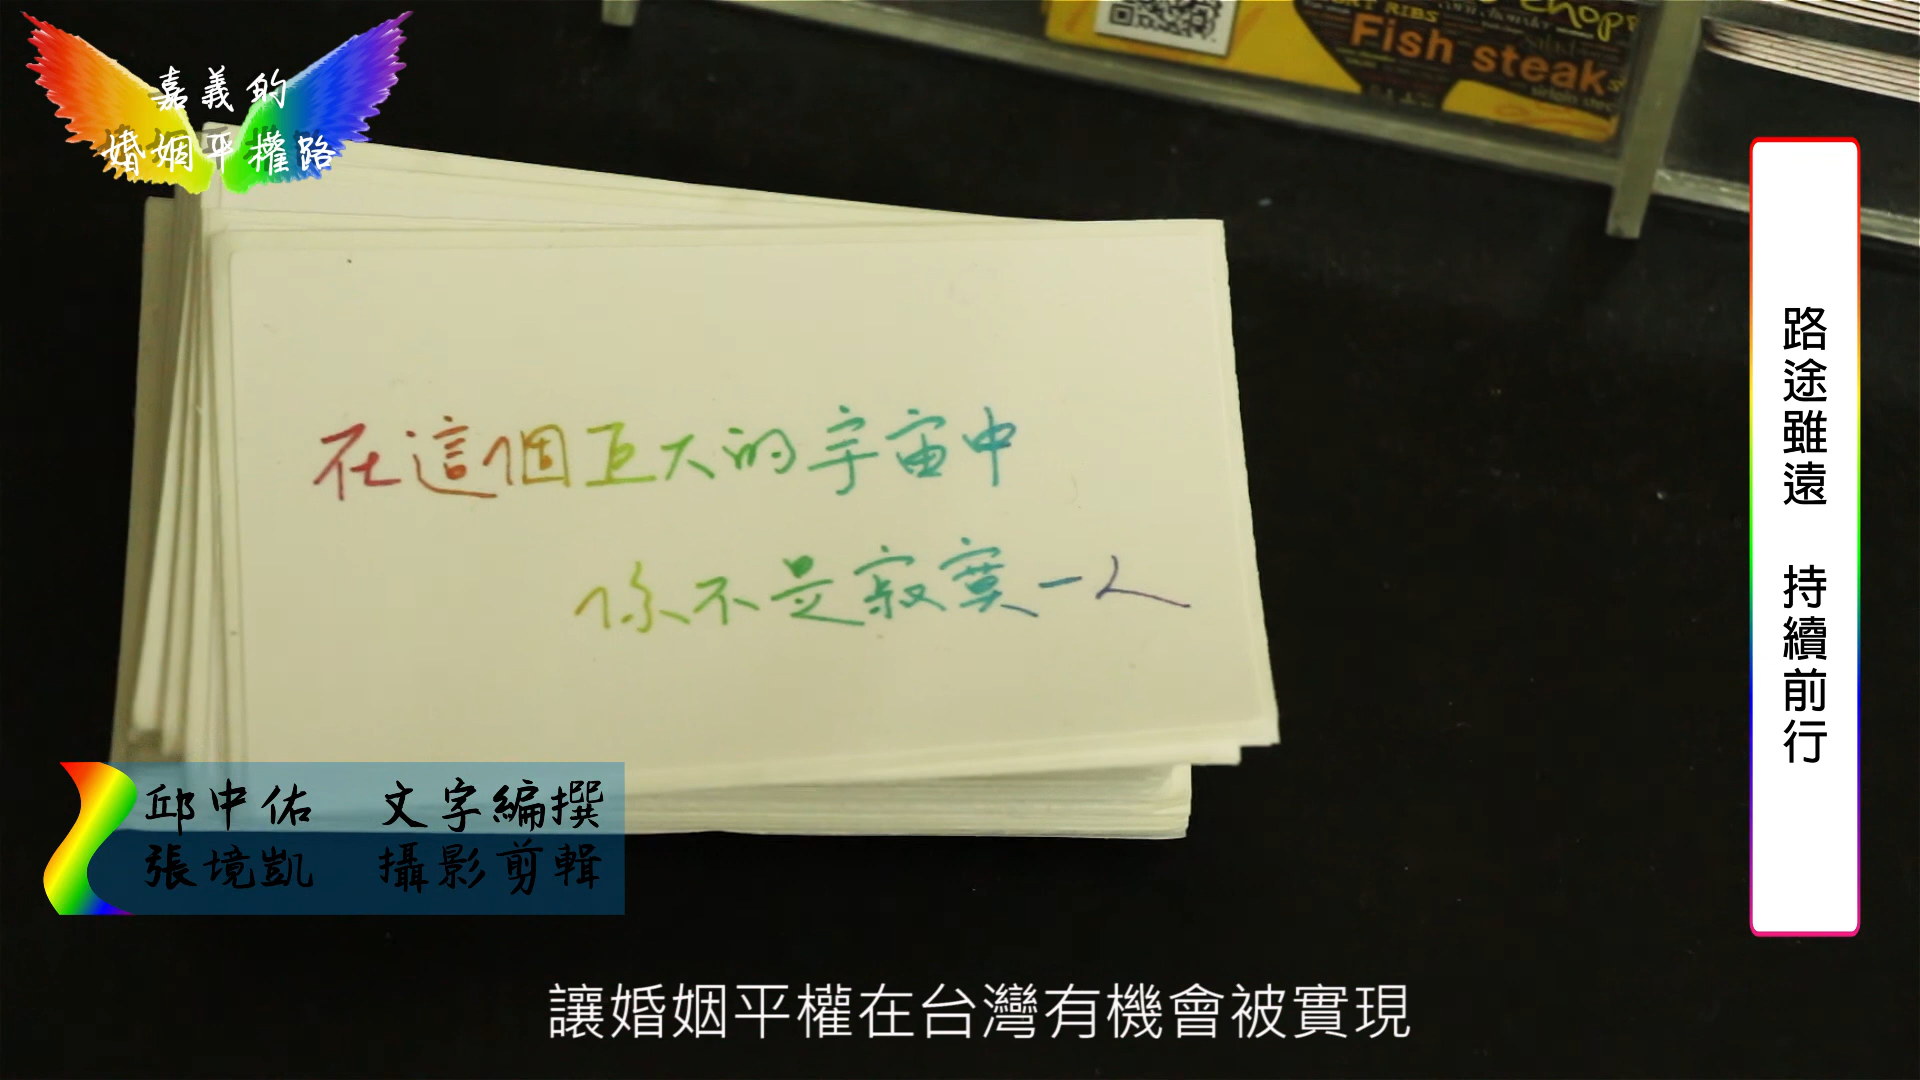 嘉義的
婚姻平權路
Fish steak
在這個巨大的宇宙中
你不是寂寞一人
路途雖遠 持續前行
邱中佑 文字編撰
張境凱 攝影剪輯
讓婚姻平權在台灣有機會被實現